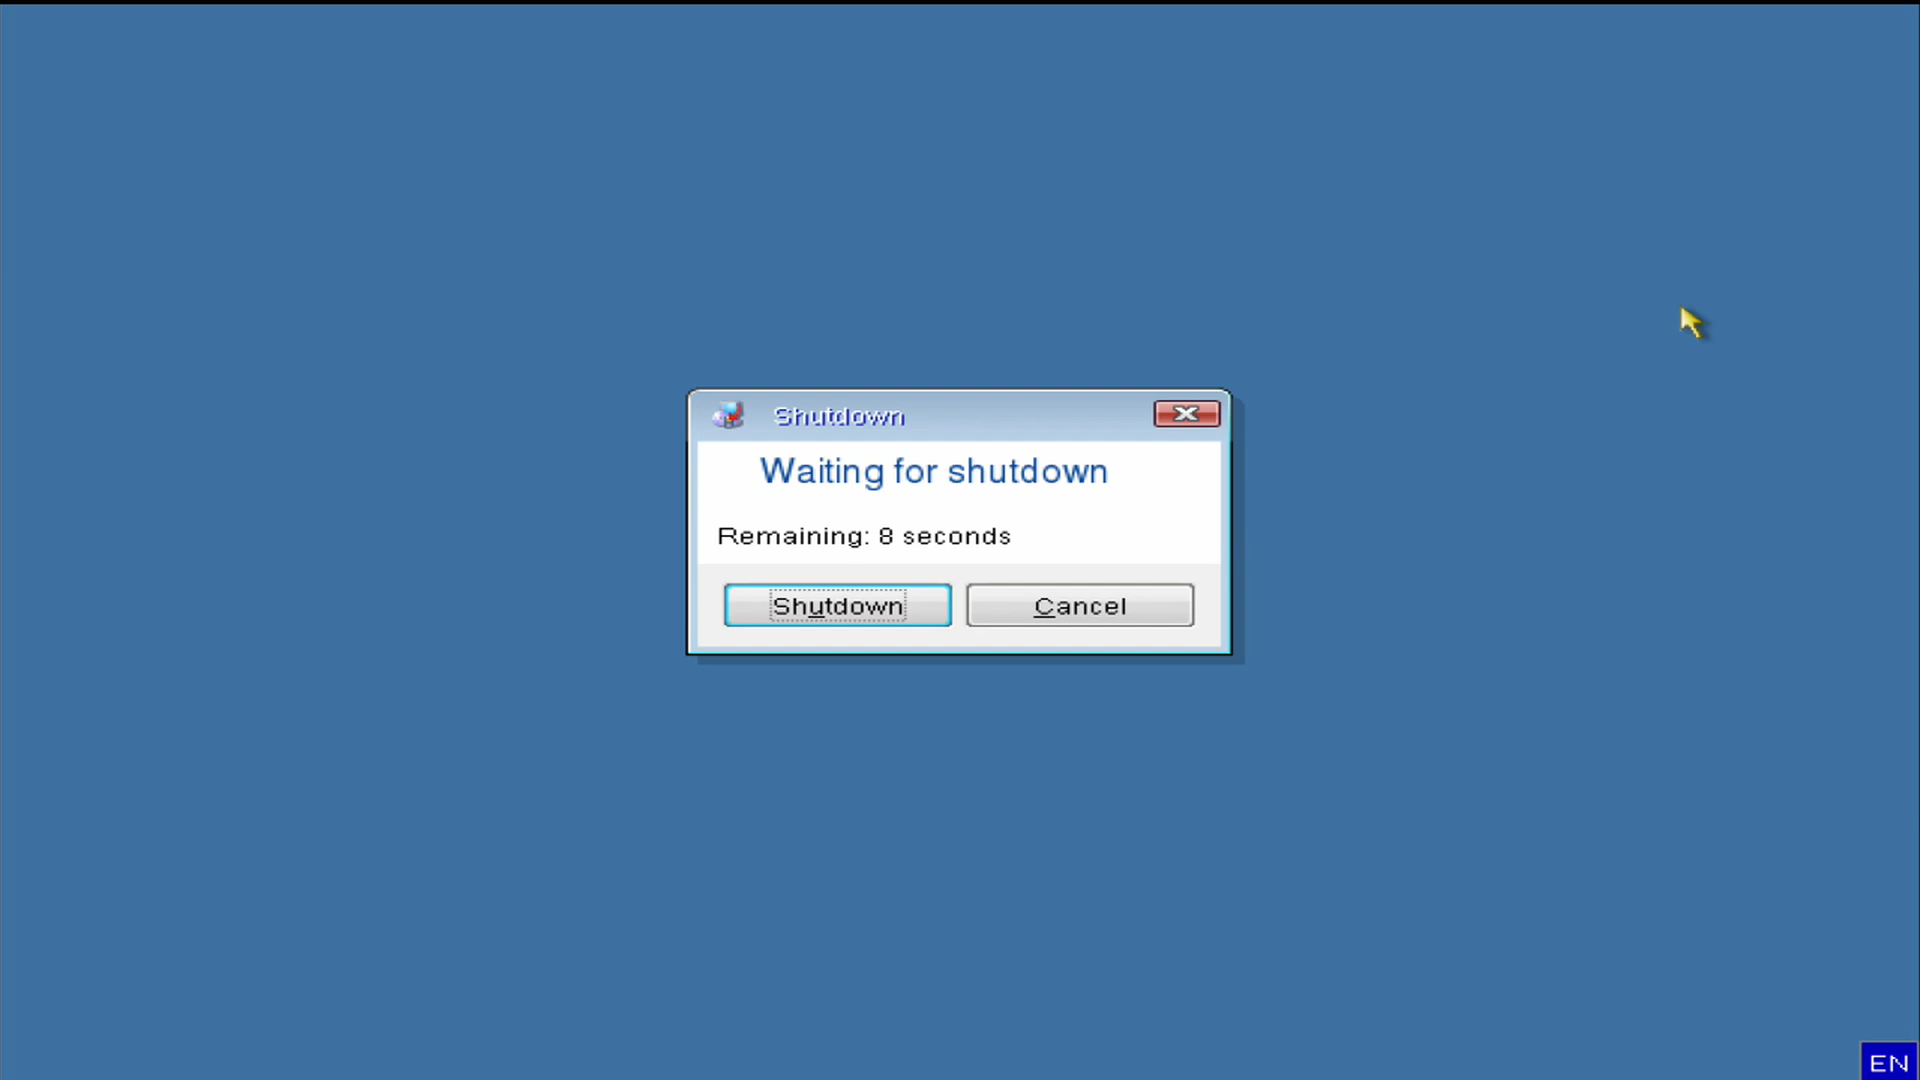 Shutdown
Waiting for shutdown
Remaining: 8 seconds
Shutdown
Cancel
EN